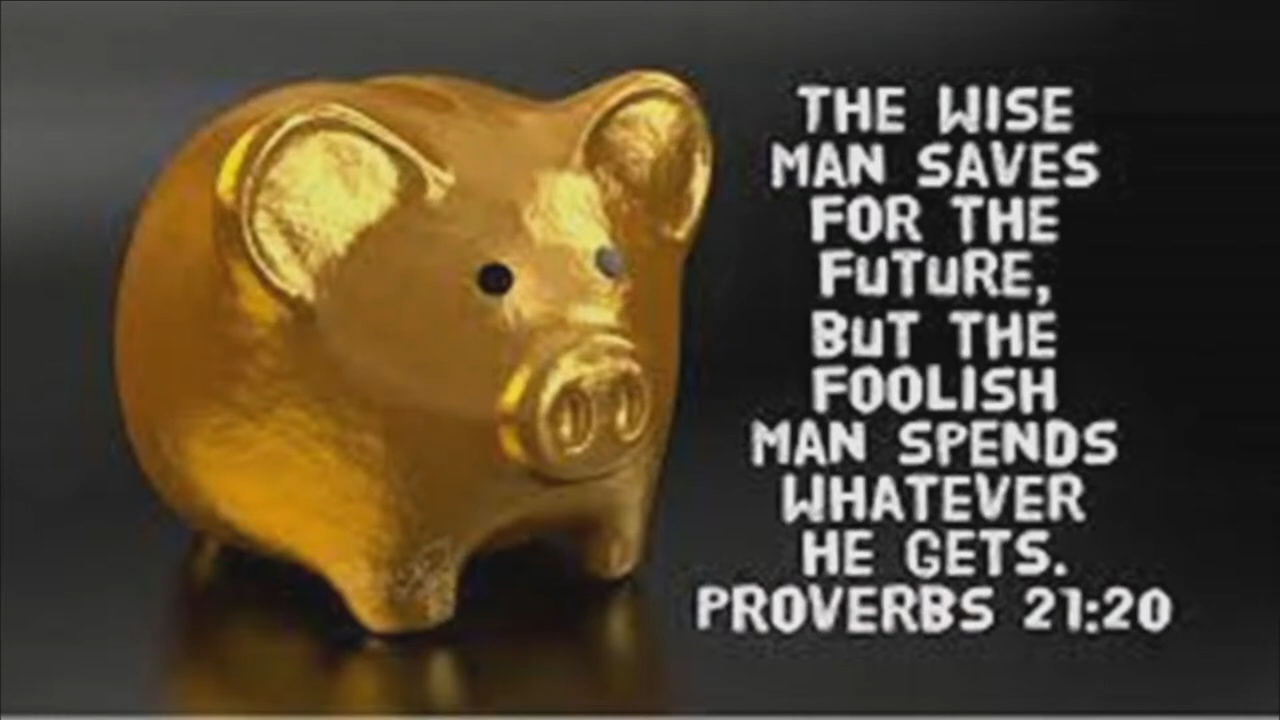 THE WISE
MAN SAVES
FOR THE
FUTURE,
BUT THE
FOOLISH
MAN SPENDS
WHATEVER
HE GETS.
PROVERBS 21:20